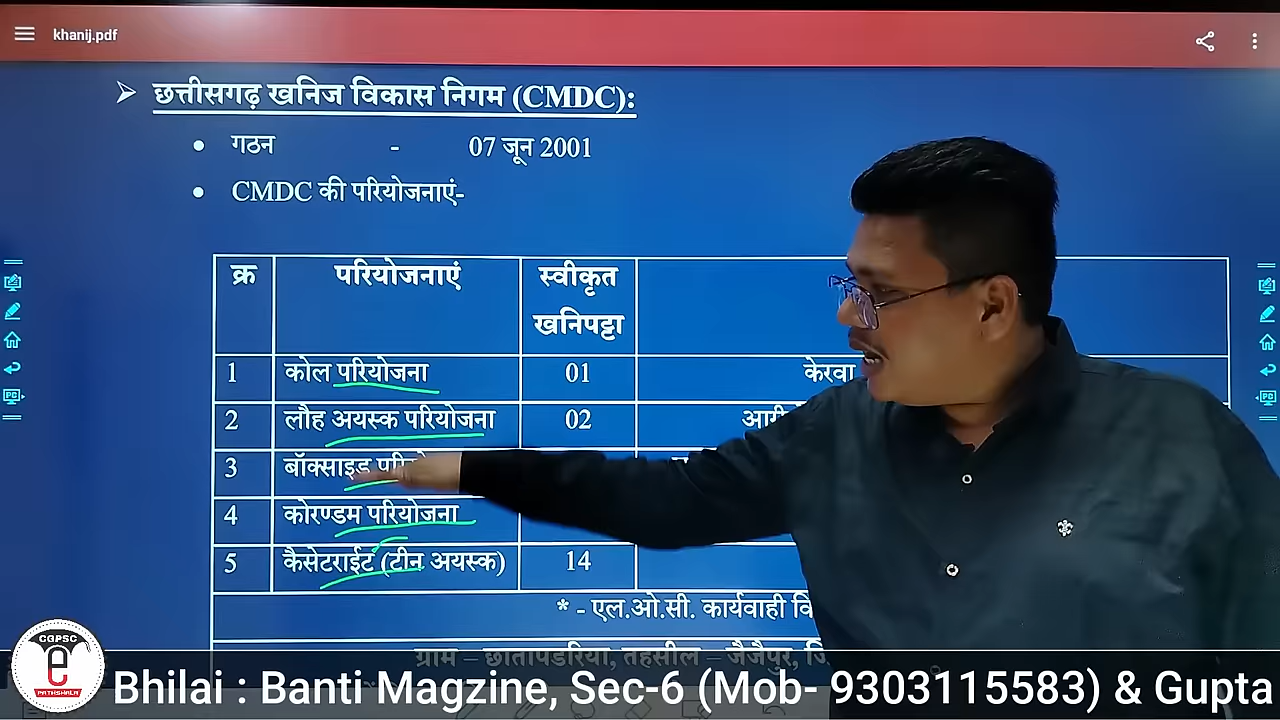 khanij.pdf
➢ छत्तीसगढ़ खनिज विकास निगम (CMDC):
• गठन - 07 जून 2001
• CMDC की परियोजनाएं-
क्र परियोजनाएं स्वीकृत खनिपट्टा
1 कोल परियोजना 01 केरवा
2 लौह अयस्क परियोजना 02
3 बॉक्साइड
4 कोरण्डम परियोजना
5 कैसेटराईट (टीन अयस्क) 14
* - एल.ओ.सी. कार्यवाही
ग्राम – छातापडरिया, तहसील – जैजैपुर,
CGPSC
e
PATHSHALA
Bhilai : Banti Magzine, Sec-6 (Mob- 9303115583) & Gupta